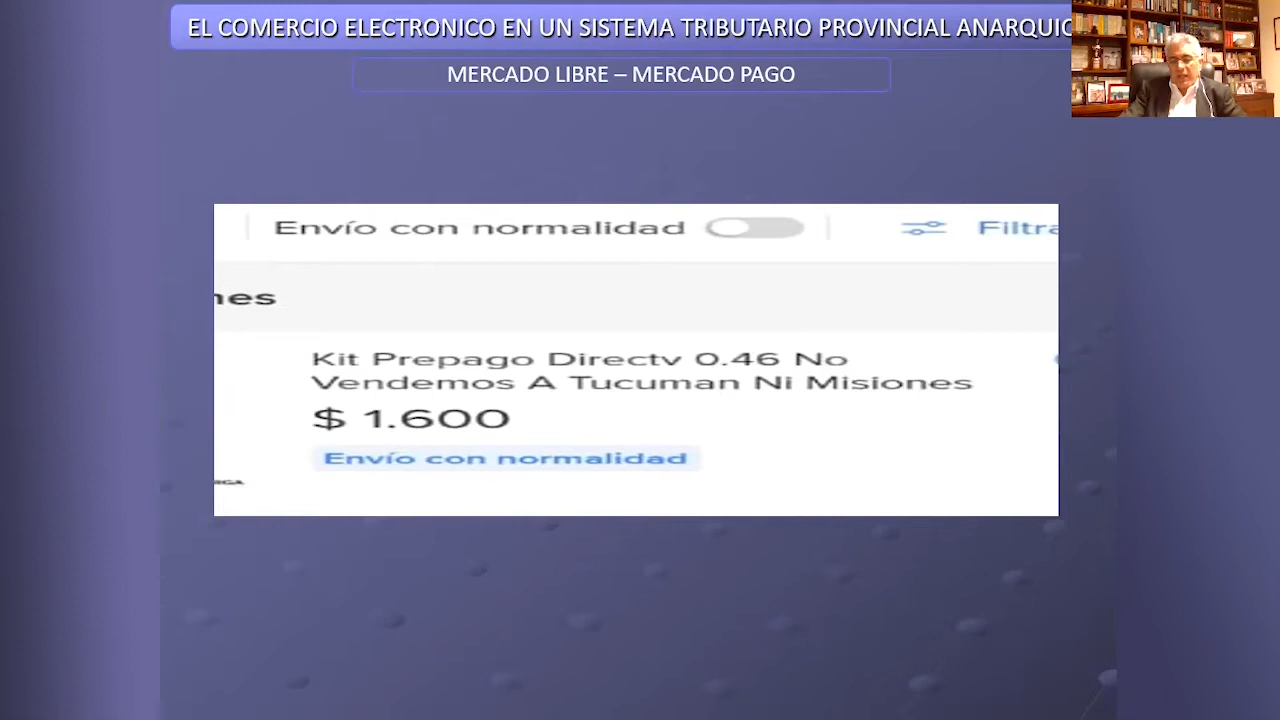 EL COMERCIO ELECTRONICO EN UN SISTEMA TRIBUTARIO PROVINCIAL ANARQUIC
MERCADO LIBRE – MERCADO PAGO
Envío con normalidad
Filtra
nes
Kit Prepago Directv 0.46 No
Vendemos A Tucuman Ni Misiones
$ 1.600
Envío con normalidad
RGA